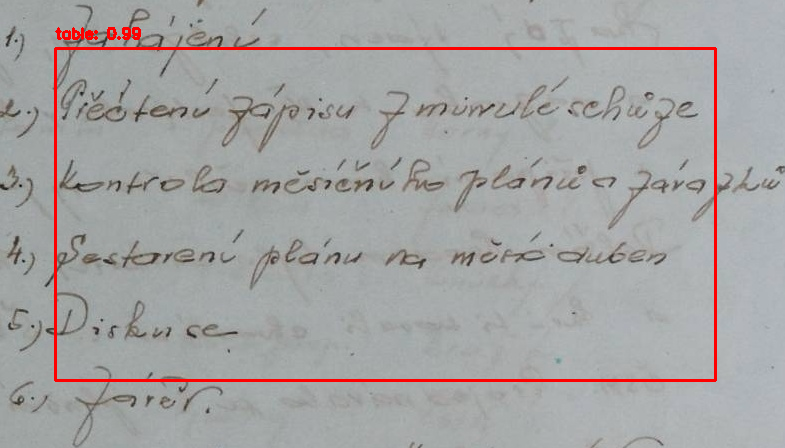 table: 0.99
1.) Zahájení
2.) Přečtení zápisu z minulé schůze
3.) Kontrola měsíčního plánů a závazků
4.) Sestavení plánu na měsíc duben
5.) Diskuse
6.) Závěr.